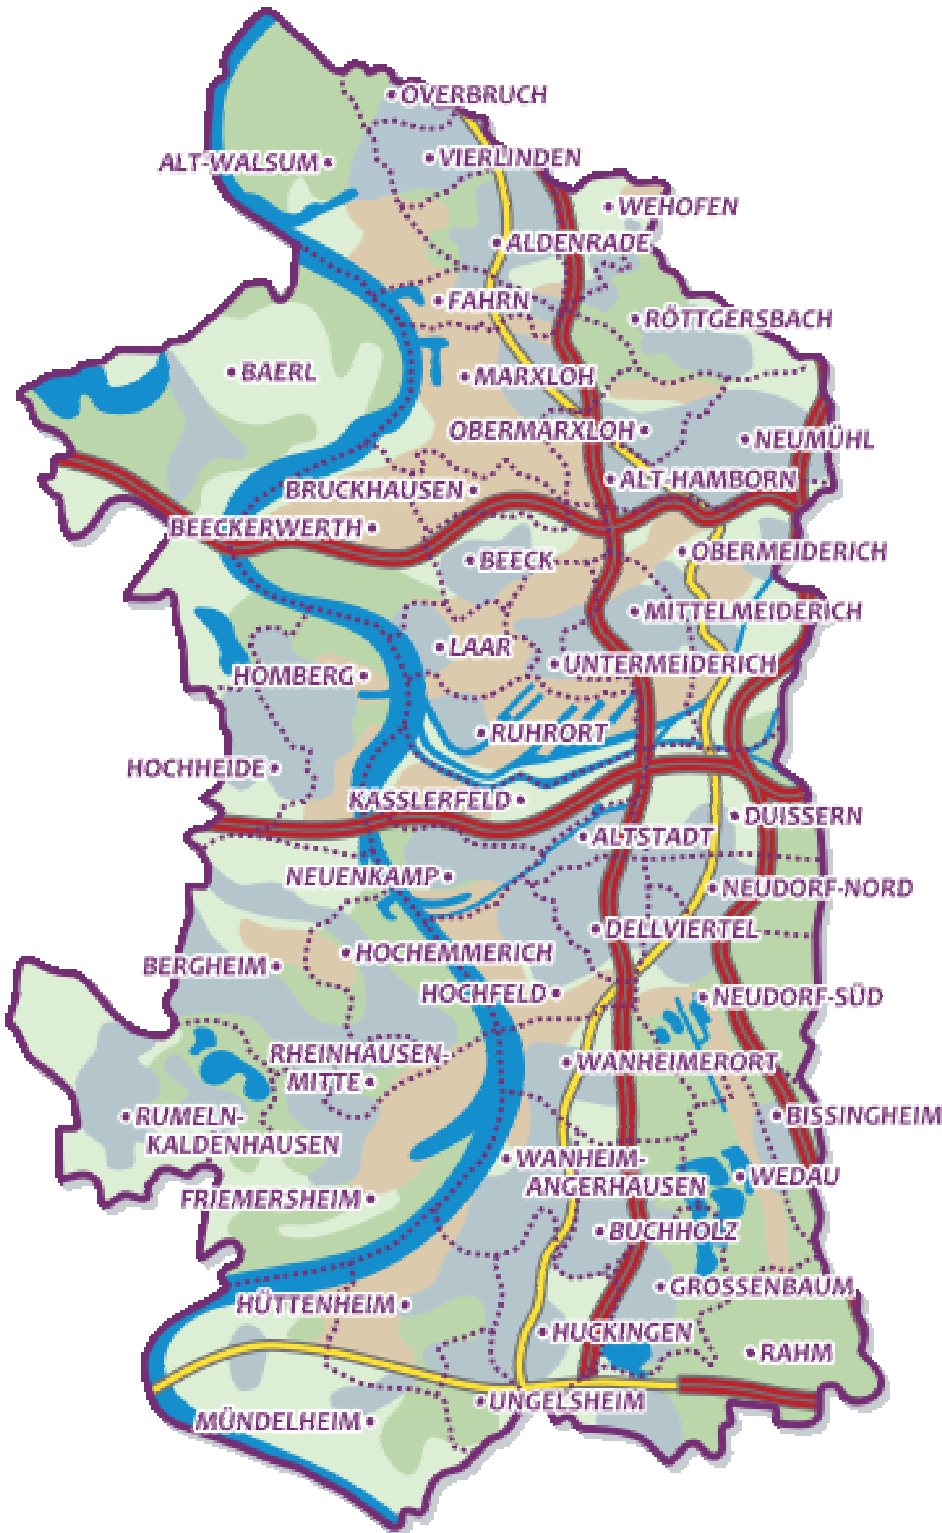 OVERBRUCH
VIERLINDEN
ALT-WALSUM
WEHOFEN
ALDENRADE
FAHRN
RÖTTGERSBACH
BAERL
MARXLOH
OBERMARXLOH
NEUMÜHL
ALT-HAMBORN
BRUCKHAUSEN
BEECKERWERTH
OBERMEIDERICH
BEECK
MITTELMEIDERICH
LAAR
UNTERMEIDERICH
HOMBERG
RUHRORT
HOCHHEIDE
KASSLERFELD
DUISSERN
ALTSTADT
NEUENKAMP
NEUDORF-NORD
DELLVIERTEL
HOCHEMMERICH
BERGHEIM
HOCHFELD
NEUDORF-SÜD
RHEINHAUSEN-
MITTE
WANHEIMERORT
RUMELN-
KALDENHAUSEN
BISSINGHEIM
WANHEIM-
ANGERHAUSEN
WEDAU
FRIEMERSHEIM
BUCHHOLZ
GROSSENBAUM
HÜTTENHEIM
HUCKINGEN
RAHM
UNGELSHEIM
MÜNDELHEIM